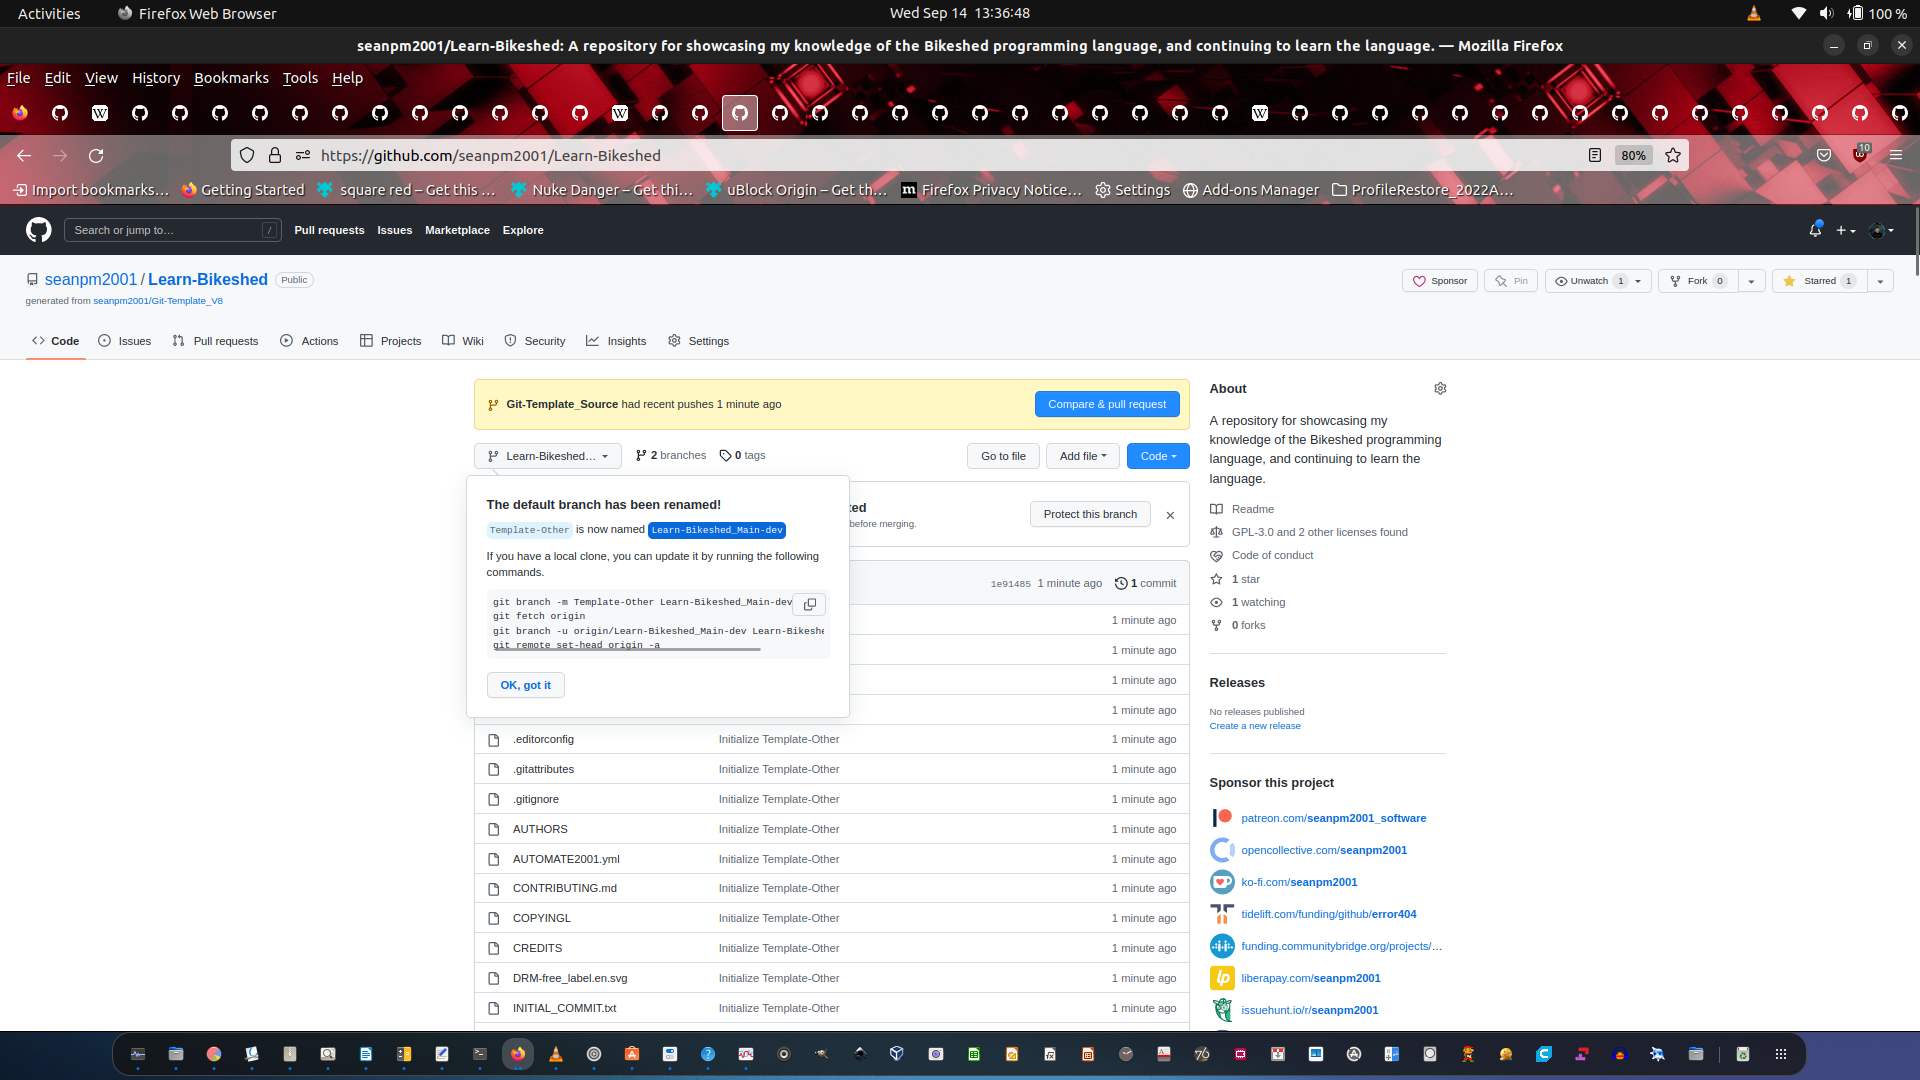 Activities
Firefox Web Browser
Wed Sep 14 13:36:48
100 %
seanpm2001/Learn-Bikeshed: A repository for showcasing my knowledge of the Bikeshed programming language, and continuing to learn the language. — Mozilla Firefox
File Edit View History Bookmarks Tools Help
https://github.com/seanpm2001/Learn-Bikeshed
80%
10
Import bookmarks…
Getting Started
square red – Get this …
Nuke Danger – Get thi…
uBlock Origin – Get th…
Firefox Privacy Notice…
Settings
Add-ons Manager
ProfileRestore_2022A…
Search or jump to…
/
Pull requests Issues Marketplace Explore
seanpm2001 / Learn-Bikeshed Public
generated from seanpm2001/Git-Template_V8
Sponsor
Pin
Unwatch 1
Fork 0
Starred 1
Code
Issues
Pull requests
Actions
Projects
Wiki
Security
Insights
Settings
Git-Template_Source had recent pushes 1 minute ago
Compare & pull request
Learn-Bikeshed…
2 branches
0 tags
Go to file
Add file
Code
The default branch has been renamed!
Template-Other is now named Learn-Bikeshed_Main-dev
If you have a local clone, you can update it by running the following
commands.
git branch -m Template-Other Learn-Bikeshed_Main-dev
git fetch origin
git branch -u origin/Learn-Bikeshed_Main-dev Learn-Bikeshe
git remote set-head origin -a
OK, got it
ted
before merging.
Protect this branch
1e91485 1 minute ago 1 commit
1 minute ago
1 minute ago
1 minute ago
1 minute ago
.editorconfig Initialize Template-Other 1 minute ago
.gitattributes Initialize Template-Other 1 minute ago
.gitignore Initialize Template-Other 1 minute ago
AUTHORS Initialize Template-Other 1 minute ago
AUTOMATE2001.yml Initialize Template-Other 1 minute ago
CONTRIBUTING.md Initialize Template-Other 1 minute ago
COPYINGL Initialize Template-Other 1 minute ago
CREDITS Initialize Template-Other 1 minute ago
DRM-free_label.en.svg Initialize Template-Other 1 minute ago
INITIAL_COMMIT.txt Initialize Template-Other 1 minute ago
About
A repository for showcasing my
knowledge of the Bikeshed programming
language, and continuing to learn the
language.
Readme
GPL-3.0 and 2 other licenses found
Code of conduct
1 star
1 watching
0 forks
Releases
No releases published
Create a new release
Sponsor this project
patreon.com/seanpm2001_software
opencollective.com/seanpm2001
ko-fi.com/seanpm2001
tidelift.com/funding/github/error404
funding.communitybridge.org/projects/…
liberapay.com/seanpm2001
issuehunt.io/r/seanpm2001